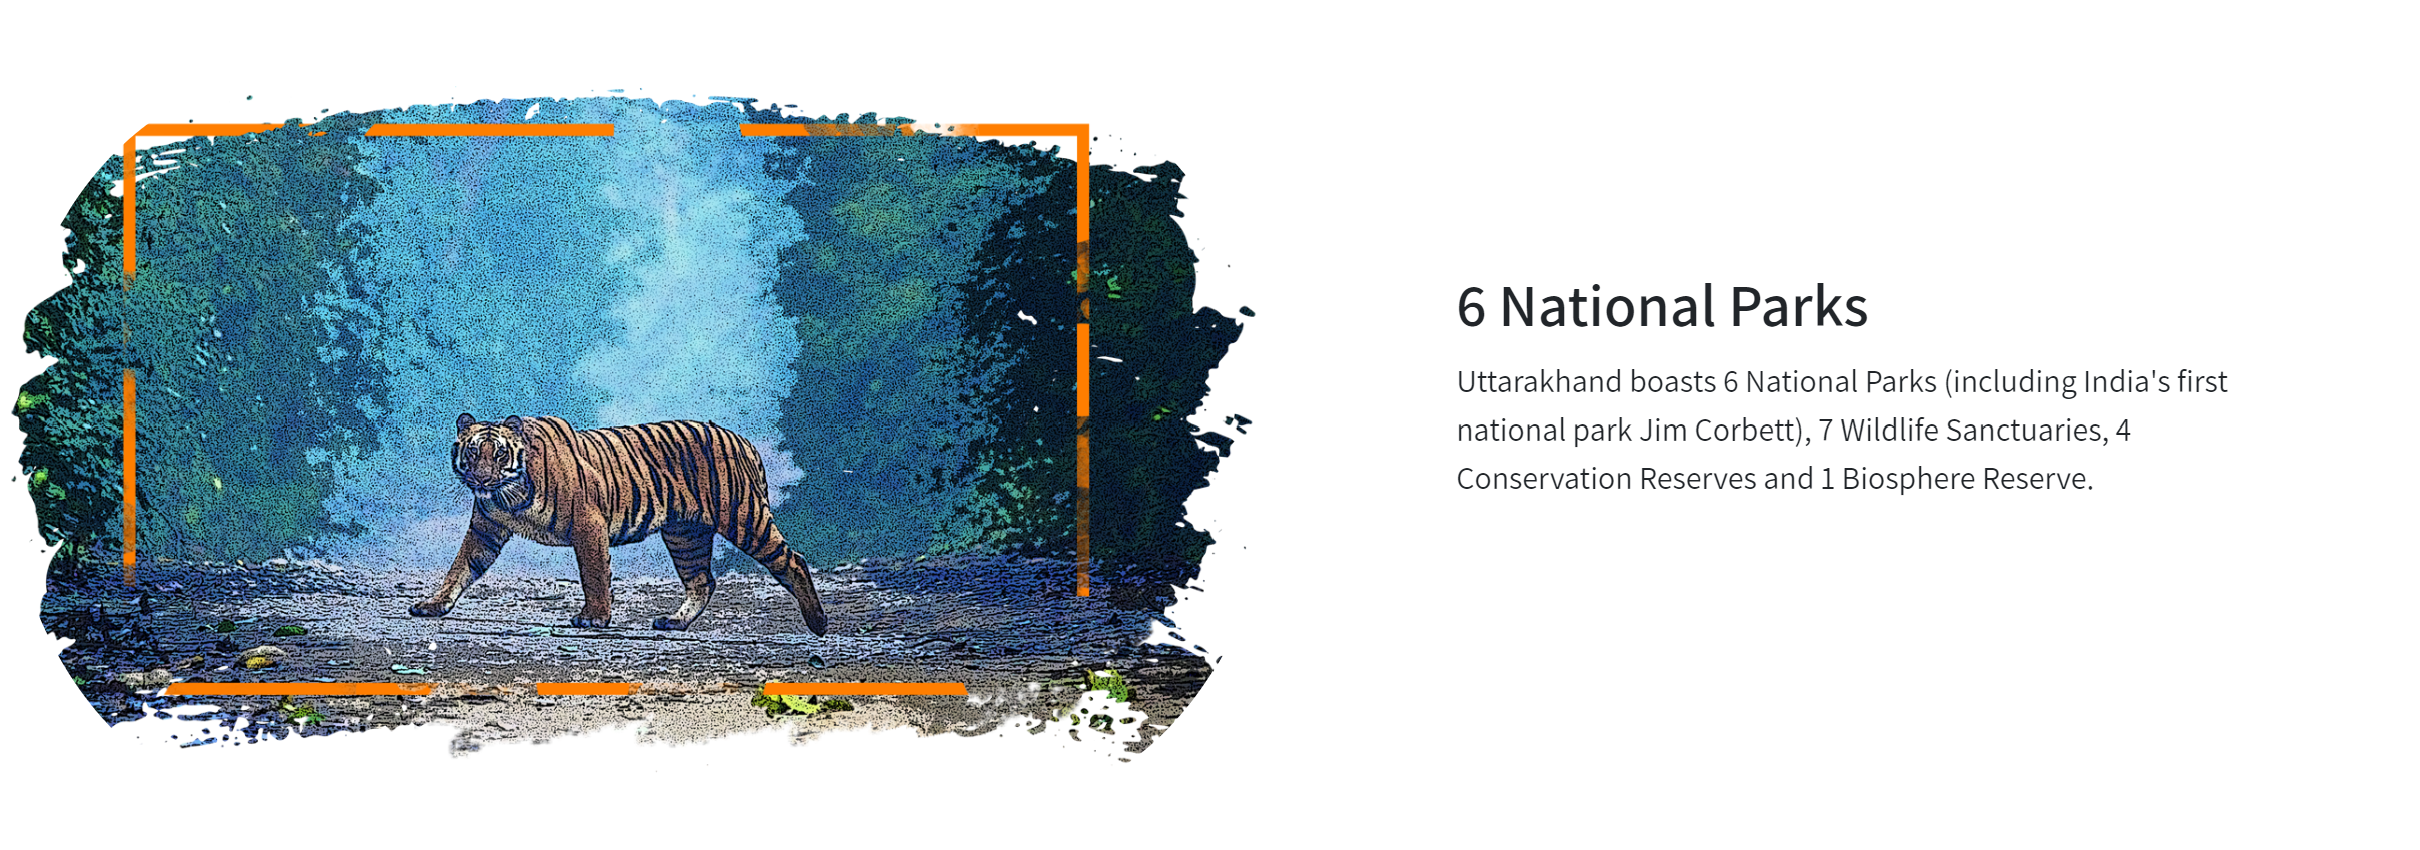 6 National Parks
Uttarakhand boasts 6 National Parks (including India's first
national park Jim Corbett), 7 Wildlife Sanctuaries, 4
Conservation Reserves and 1 Biosphere Reserve.